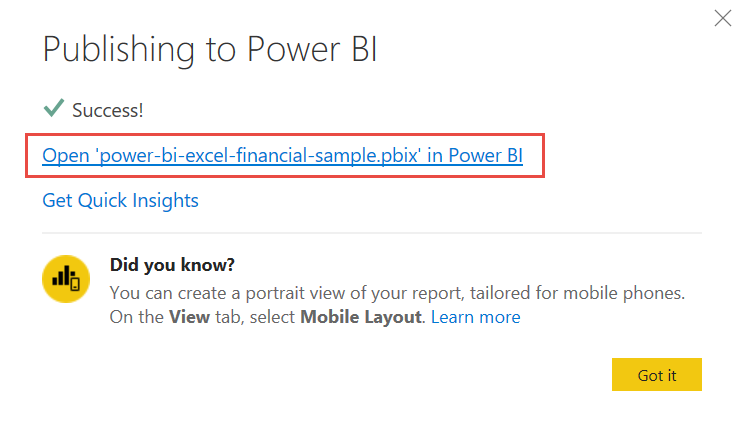 Publishing to Power BI
Success!
Open 'power-bi-excel-financial-sample.pbix' in Power BI
Get Quick Insights
Did you know?
You can create a portrait view of your report, tailored for mobile phones.
On the View tab, select Mobile Layout. Learn more
Got it